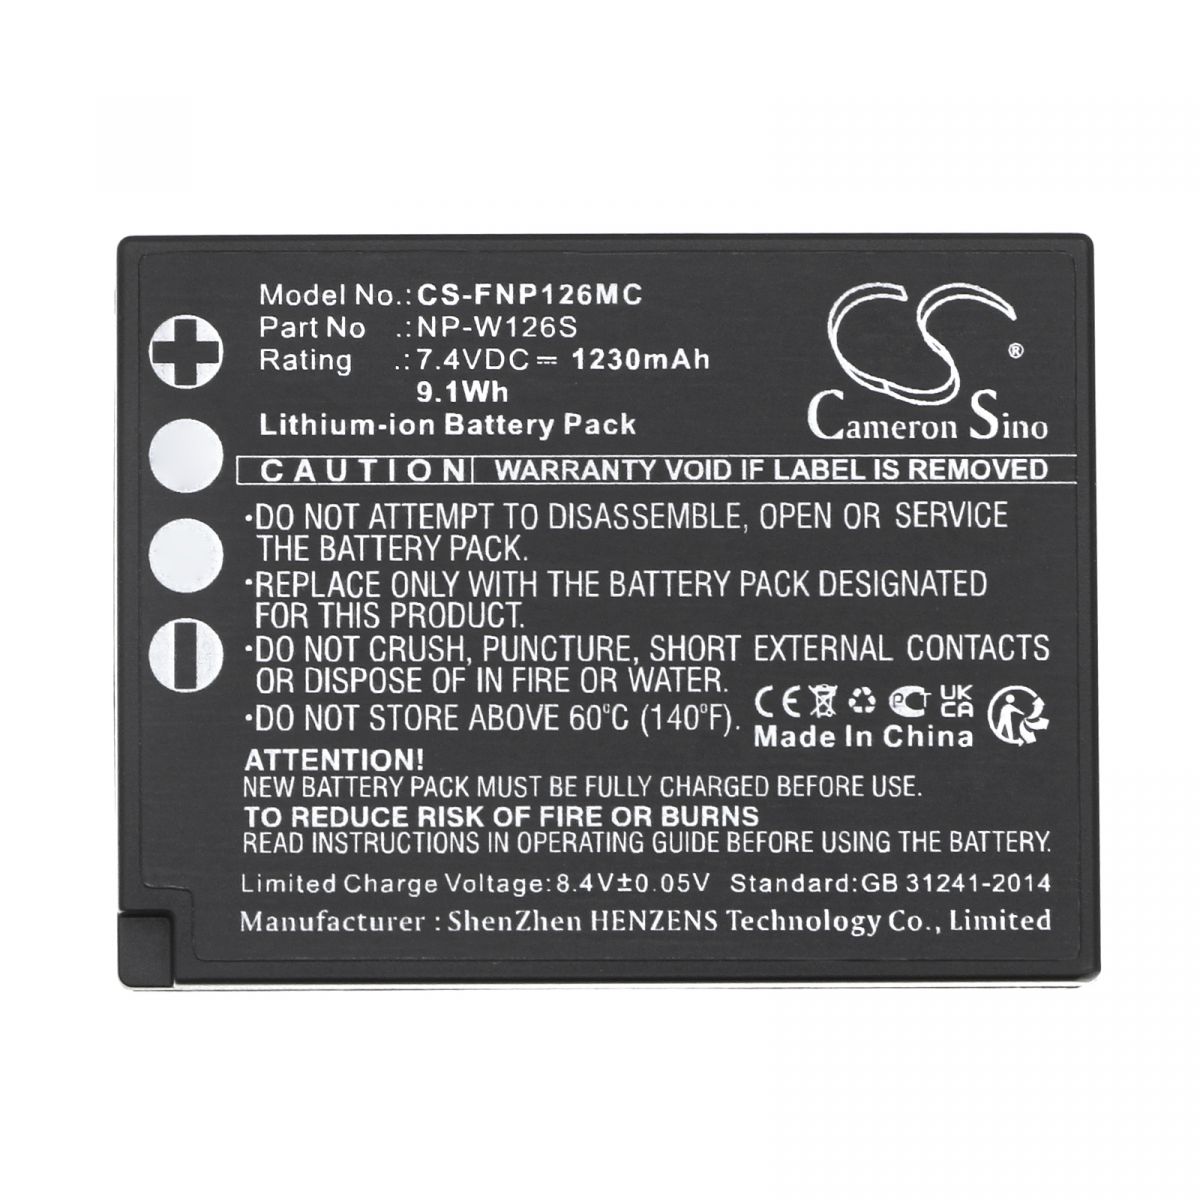 Model No.: CS-FNP126MC
Part No .: NP-W126S
Rating .: 7.4VDC ⎓ 1230mAh
9.1Wh
Lithium-ion Battery Pack
CS ®
Cameron Sino
CAUTION WARRANTY VOID IF LABEL IS REMOVED
•DO NOT ATTEMPT TO DISASSEMBLE, OPEN OR SERVICE
THE BATTERY PACK.
•REPLACE ONLY WITH THE BATTERY PACK DESIGNATED
FOR THIS PRODUCT.
•DO NOT CRUSH, PUNCTURE, SHORT EXTERNAL CONTACTS
OR DISPOSE OF IN FIRE OR WATER.
•DO NOT STORE ABOVE 60°C (140°F).
CE PC UK
CA
Made In China
ATTENTION!
NEW BATTERY PACK MUST BE FULLY CHARGED BEFORE USE.
TO REDUCE RISK OF FIRE OR BURNS
READ INSTRUCTIONS IN OPERATING GUIDE BEFORE USING THE BATTERY.
Limited Charge Voltage:8.4V±0.05V Standard:GB 31241-2014
Manufacturer : ShenZhen HENZENS Technology Co., Limited